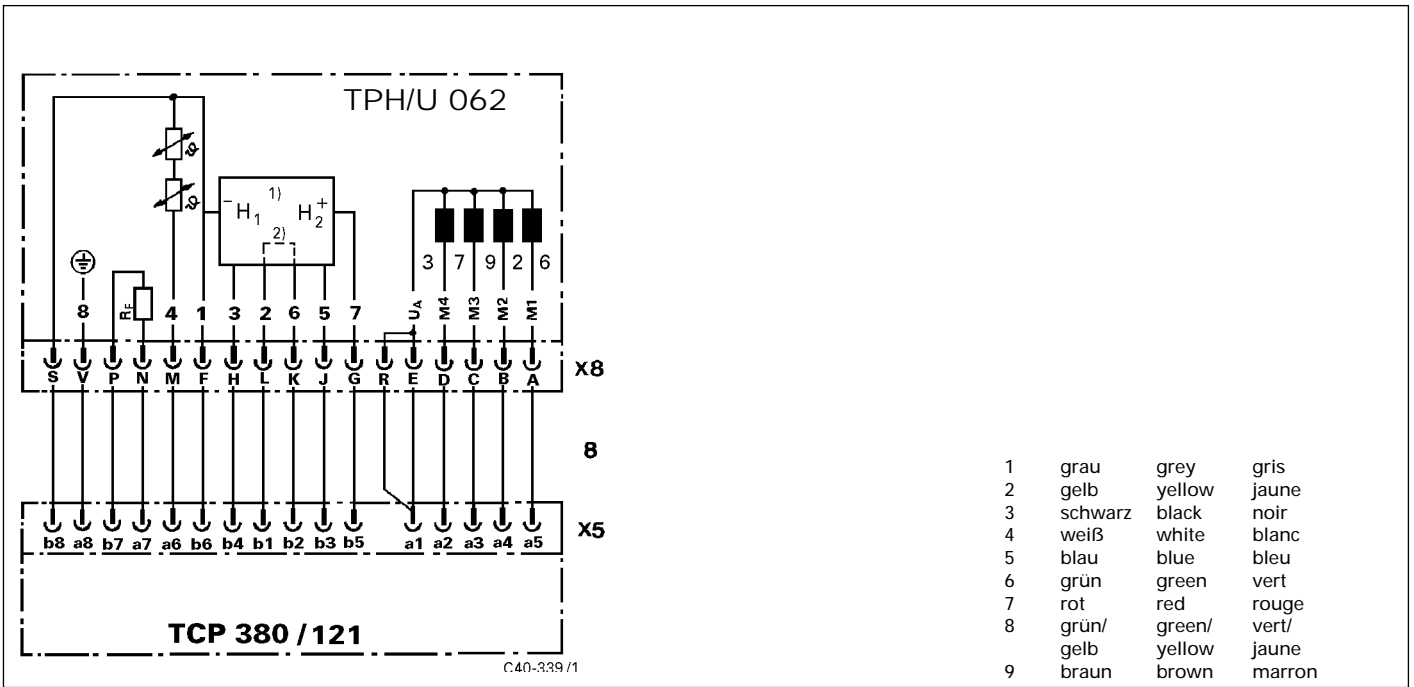 TPH/U 062
ϑ
ϑ
1)
− H1 H2 +
2)
3 7 9 2 6
8 RF 4 1 3 2 6 5 7 UA M4 M3 M2 M1
S V P N M F H L K J G R E D C B A X8
8
b8 a8 b7 a7 a6 b6 b4 b1 b2 b3 b5 a1 a2 a3 a4 a5 X5
TCP 380/121
C40-339/1
1 grau grey gris
2 gelb yellow jaune
3 schwarz black noir
4 weiß white blanc
5 blau blue bleu
6 grün green vert
7 rot red rouge
8 grün/ green/ vert/
gelb yellow jaune
9 braun brown marron